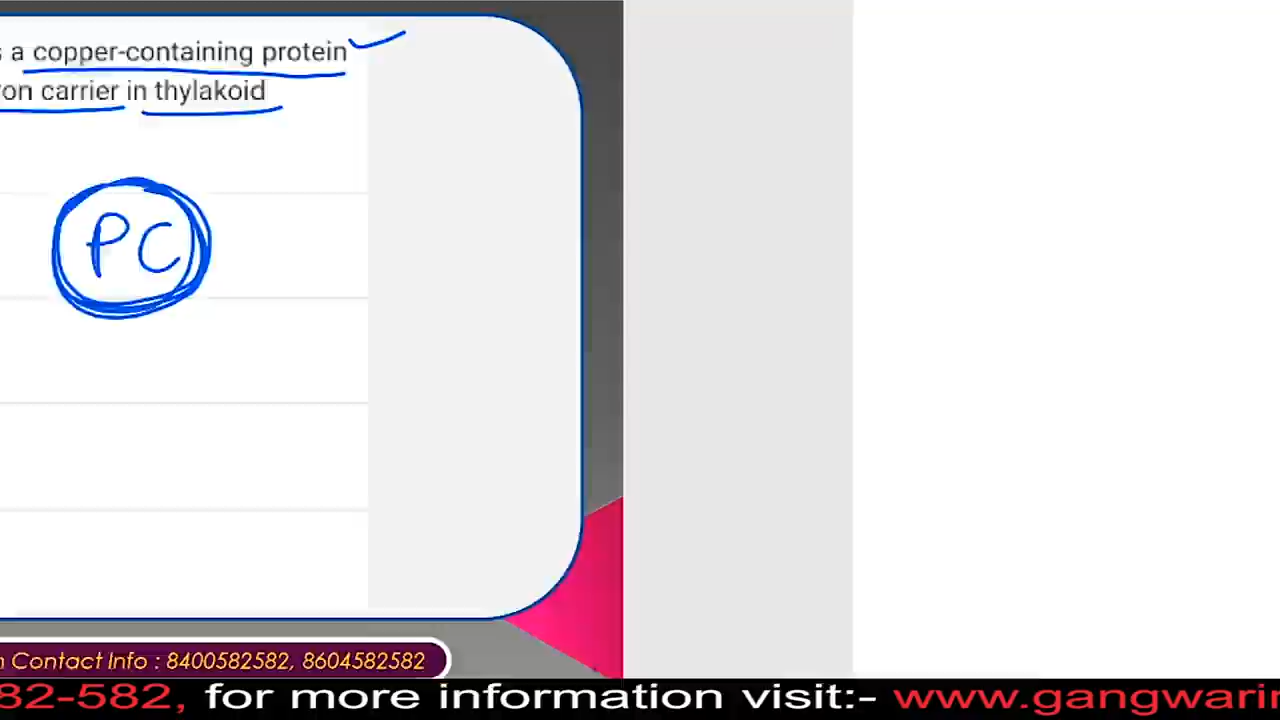 a copper-containing protein
carrier in thylakoid
PC
Contact Info : 8400582582, 8604582582
82-582, for more information visit:- www.gangwari